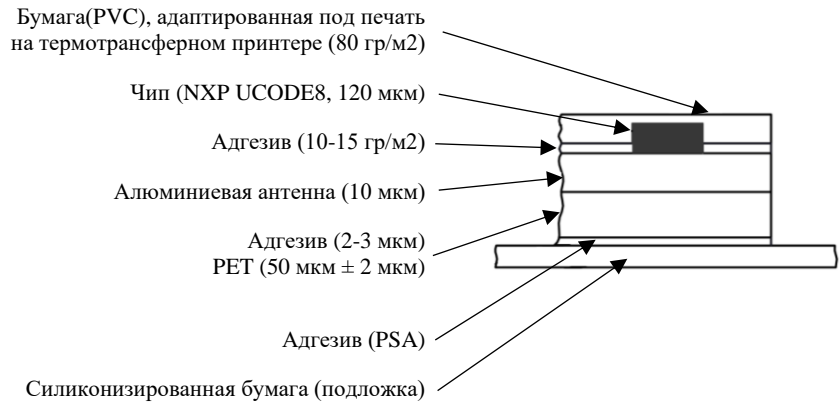 Бумага(PVC), адаптированная под печать
на термотрансферном принтере (80 гр/м2)
Чип (NXP UCODE8, 120 мкм)
Адгезив (10-15 гр/м2)
Алюминиевая антенна (10 мкм)
Адгезив (2-3 мкм)
PET (50 мкм ± 2 мкм)
Адгезив (PSA)
Силиконизированная бумага (подложка)